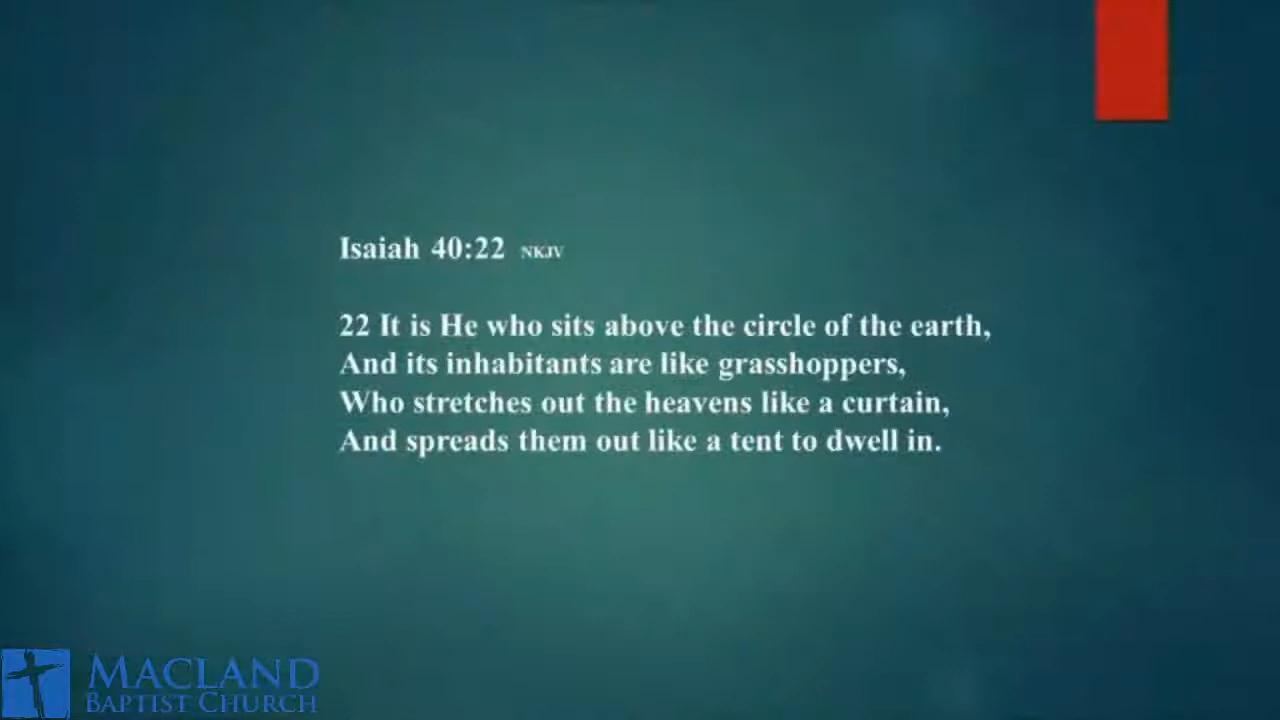 Isaiah 40:22 NKJV
22 It is He who sits above the circle of the earth,
And its inhabitants are like grasshoppers,
Who stretches out the heavens like a curtain,
And spreads them out like a tent to dwell in.
MACLAND
BAPTIST CHURCH